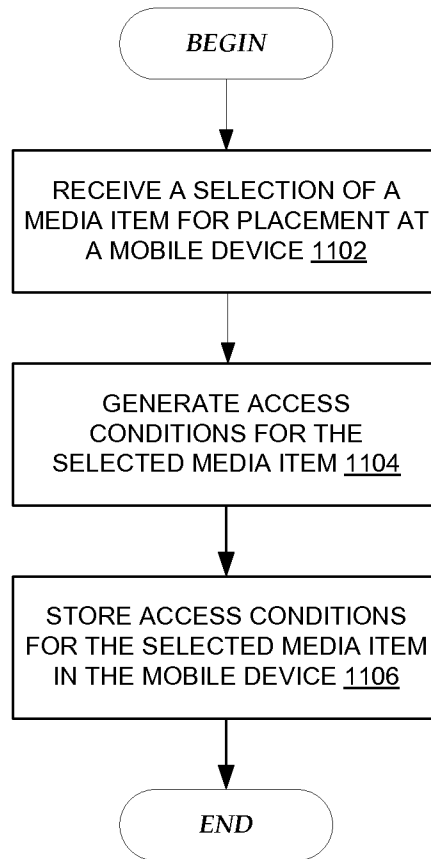 BEGIN
RECEIVE A SELECTION OF A
MEDIA ITEM FOR PLACEMENT AT
A MOBILE DEVICE 1102
GENERATE ACCESS
CONDITIONS FOR THE
SELECTED MEDIA ITEM 1104
STORE ACCESS CONDITIONS
FOR THE SELECTED MEDIA ITEM
IN THE MOBILE DEVICE 1106
END